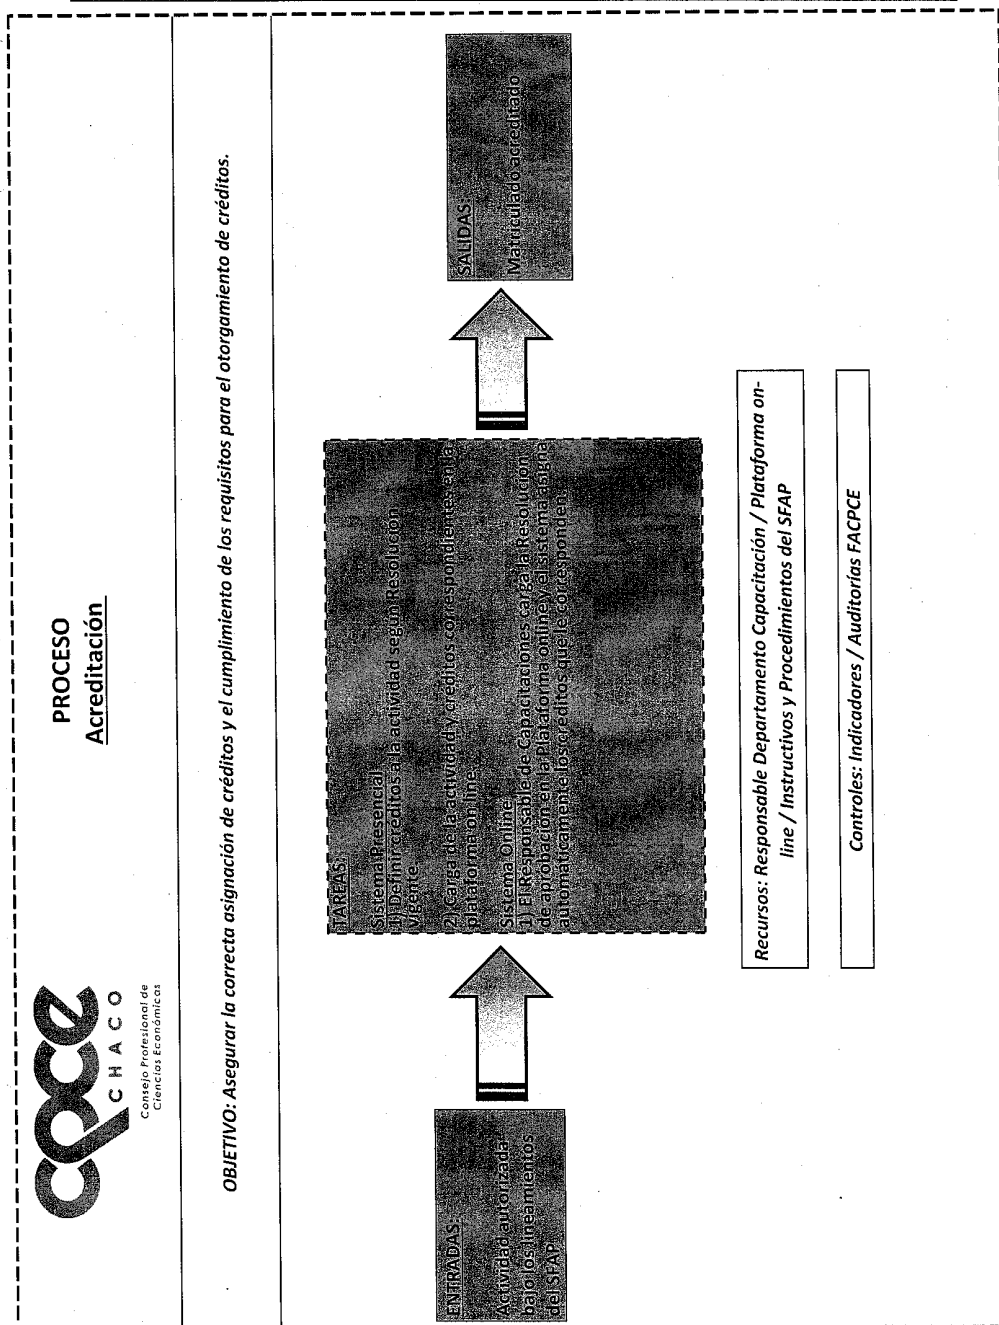 cpce
CHACO
Consejo Profesional de
Ciencias Económicas
PROCESO
Acreditación
OBJETIVO: Asegurar la correcta asignación de créditos y el cumplimiento de los requisitos para el otorgamiento de créditos.
ENTRADAS:
Actividad autorizada
bajo los lineamientos
del SFAP
TAREAS:
Sistema Presencial
1) Definir créditos a la actividad según Resolución
vigente.
2) Carga de la actividad y créditos correspondientes en la
plataforma on line.
Sistema Online:
1) El Responsable de Capacitaciones carga la Resolución
de aprobación en la Plataforma online y el sistema asigna
automáticamente los créditos que le corresponden.
SALIDAS:
Matriculado acreditado
Recursos: Responsable Departamento Capacitación / Plataforma on-
line / Instructivos y Procedimientos del SFAP
Controles: Indicadores / Auditorías FACPCE